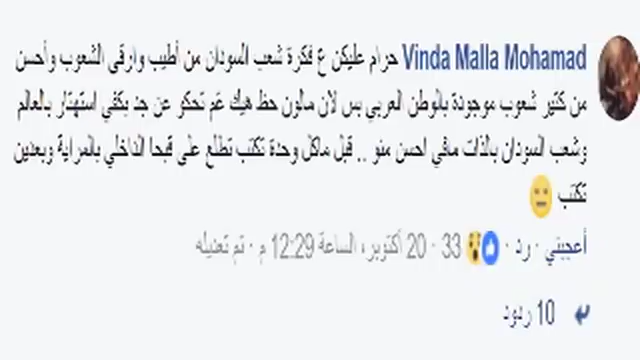 Vinda Malla Mohamad حرام عليكن ع فكرة شعب السودان من أطيب وارقى الشعوب وأحسن
من كتير شعوب موجودة بالوطن العربي بس لان مالون حظ هيك عم تحكو عن جد بكفي استهتار بالعالم
وشعب السودان بالذات مافي احسن منو .. قبل ماكل وحدة تكتب تطلع على قبحا الداخلي بالمراية وبعدين
تكتب 😐
أعجبني · رد · 33 · 20 أكتوبر، الساعة 12:29 م · تم تعديله
10 ردود